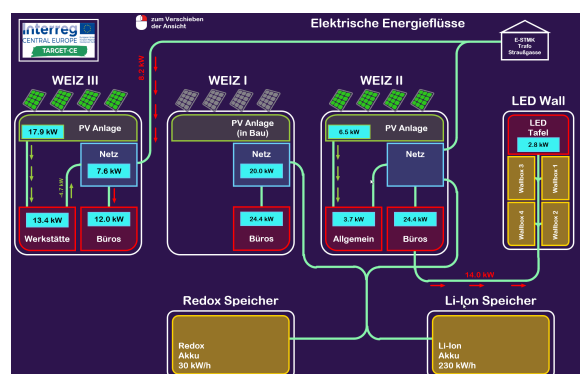 Interreg
CENTRAL EUROPE
TARGET-CE
zum Verschieben
der Ansicht
Elektrische Energieflüsse
E-STMK
Trafo
Straußgasse
WEIZ III
WEIZ I
WEIZ II
LED Wall
8.2 kW
17.9 kW
PV Anlage
PV Anlage
(in Bau)
6.5 kW
PV Anlage
LED
Tafel
2.8 kW
Netz
7.6 kW
Netz
20.0 kW
Netz
Wallbox 3
Wallbox 1
-4.7 kW
13.4 kW
Werkstätte
12.0 kW
Büros
24.4 kW
Büros
3.7 kW
Allgemein
24.4 kW
Büros
Wallbox 4
Wallbox 2
14.0 kW
Redox Speicher
Li-Ion Speicher
Redox
Akku
30 kW/h
Li-Ion
Akku
230 kW/h